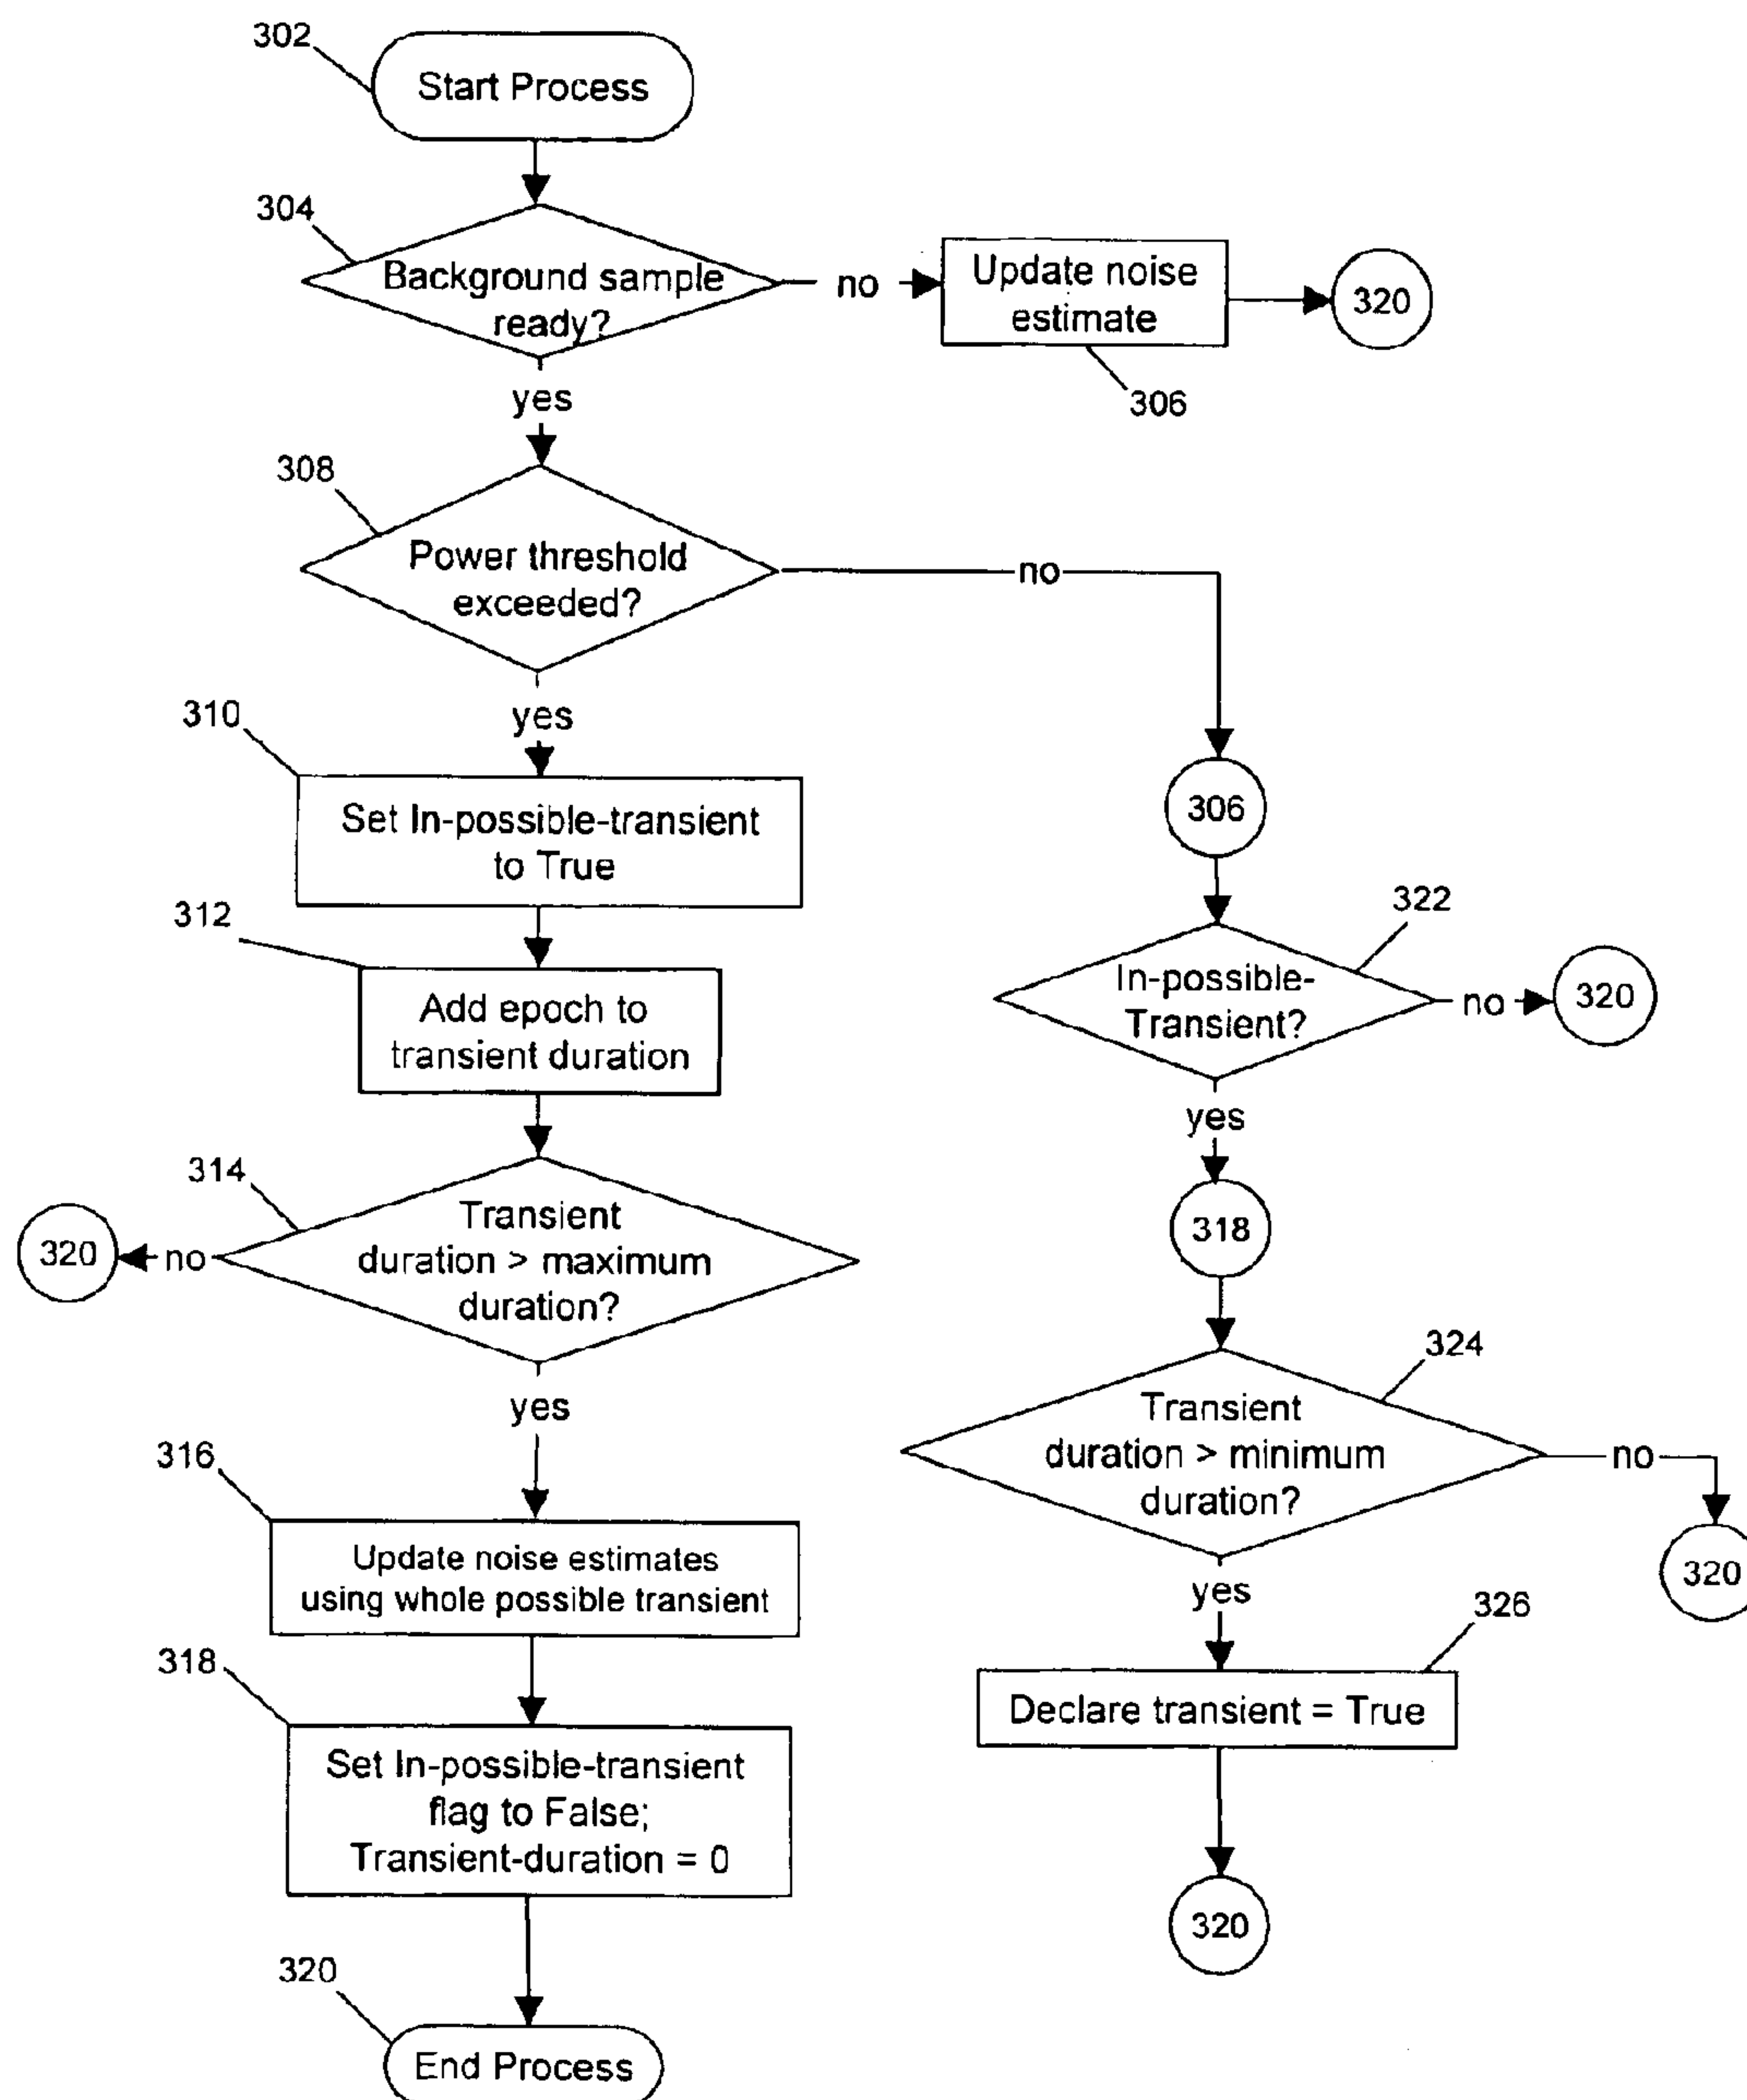 302
Start Process
304
Background sample
ready?
no
Update noise
estimate
320
306
yes
308
Power threshold
exceeded?
no
yes
310
Set In-possible-transient
to True
306
312
Add epoch to
transient duration
322
In-possible-
Transient?
no
320
yes
314
Transient
duration > maximum
duration?
no
320
318
yes
324
Transient
duration > minimum
duration?
no
320
316
Update noise estimates
using whole possible transient
yes
326
Declare transient = True
318
Set In-possible-transient
flag to False;
Transient-duration = 0
320
320
End Process